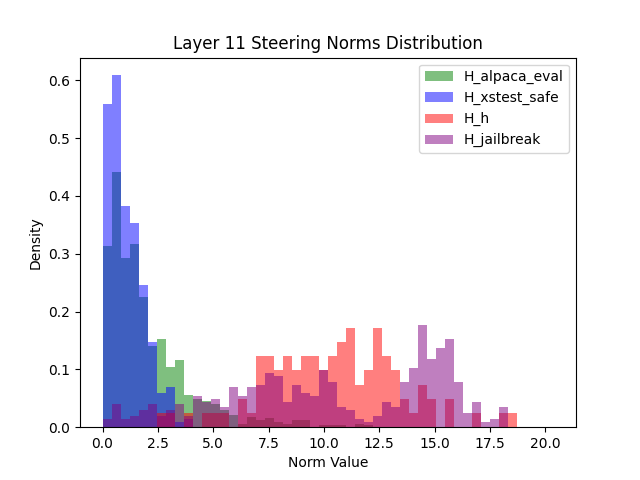 Layer 11 Steering Norms Distribution
H_alpaca_eval
H_xstest_safe
H_h
H_jailbreak
Density
0.6
0.5
0.4
0.3
0.2
0.1
0.0
0.0 2.5 5.0 7.5 10.0 12.5 15.0 17.5 20.0
Norm Value